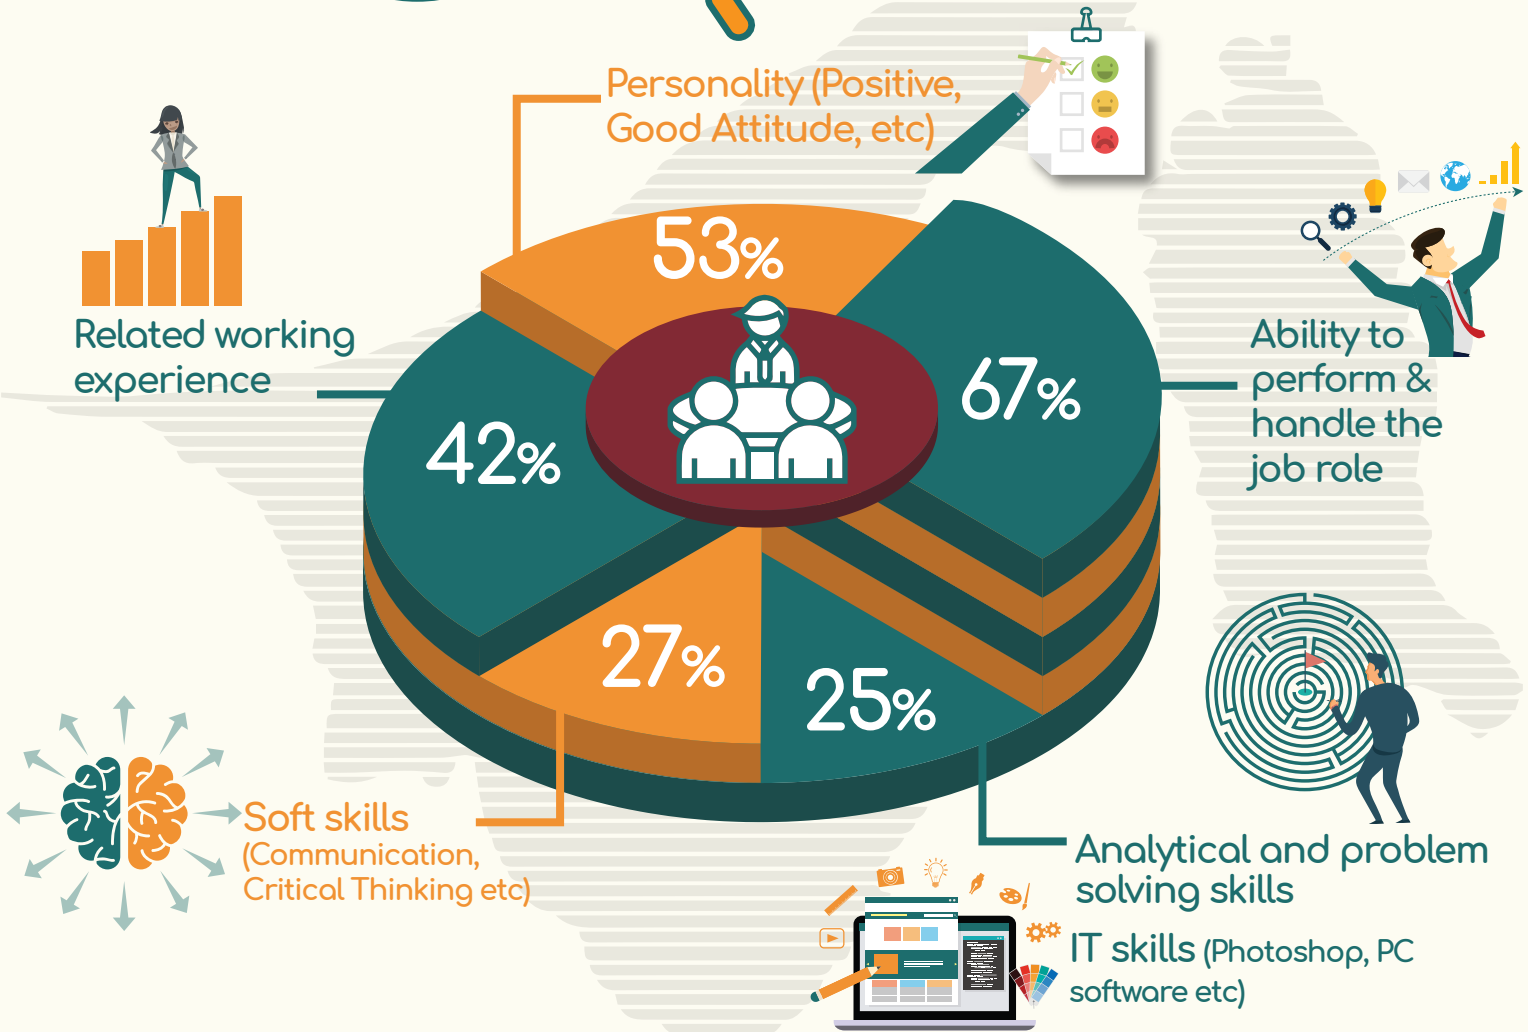 Personality (Positive,
Good Attitude, etc)
53%
Related working
experience
42%
67%
Ability to
perform &
handle the
job role
27%
25%
Soft skills
(Communication,
Critical Thinking etc)
Analytical and problem
solving skills
IT skills (Photoshop, PC
software etc)